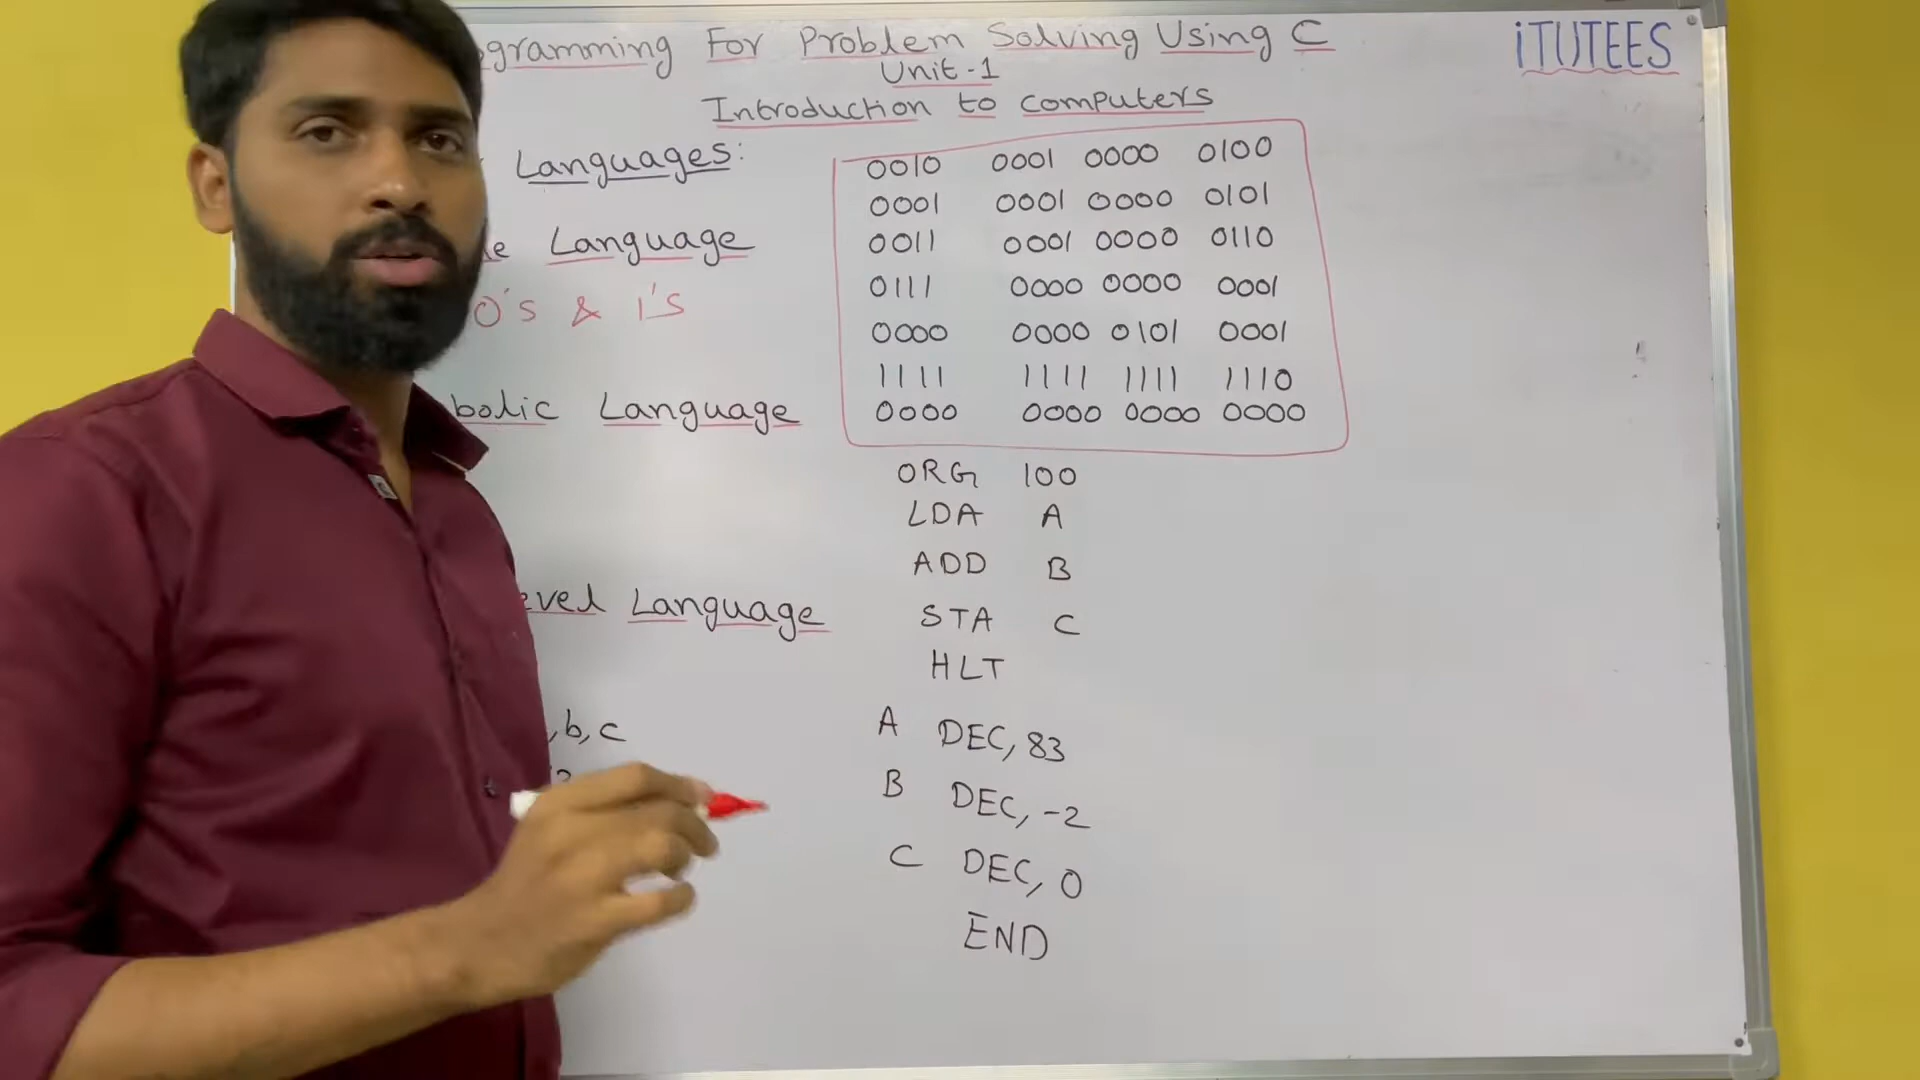 gramming For Problem Solving Using C
iTUTEES
Unit-1
Introduction to computers
Languages:
Language
0's & 1's
bolic Language
evel Language
,b,c
0010 0001 0000 0100
0001 0001 0000 0101
0011 0001 0000 0110
0111 0000 0000 0001
0000 0000 0101 0001
1111 1111 1111 1110
0000 0000 0000 0000
ORG 100
LDA A
ADD B
STA C
HLT
A DEC, 83
B DEC, -2
C DEC, 0
END